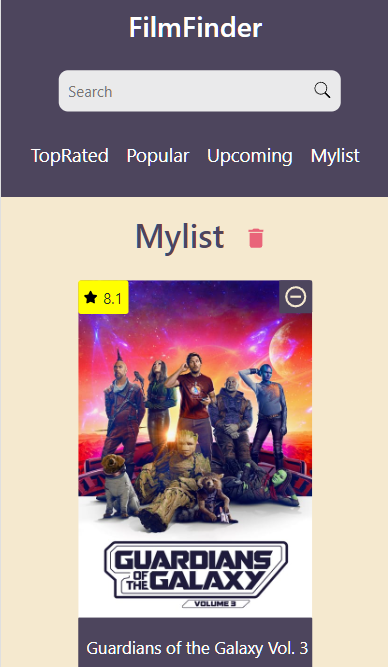 FilmFinder
Search
TopRated Popular Upcoming Mylist
Mylist
8.1
GUARDIANS
OF THE
GALAXY
VOLUME 3
Guardians of the Galaxy Vol. 3